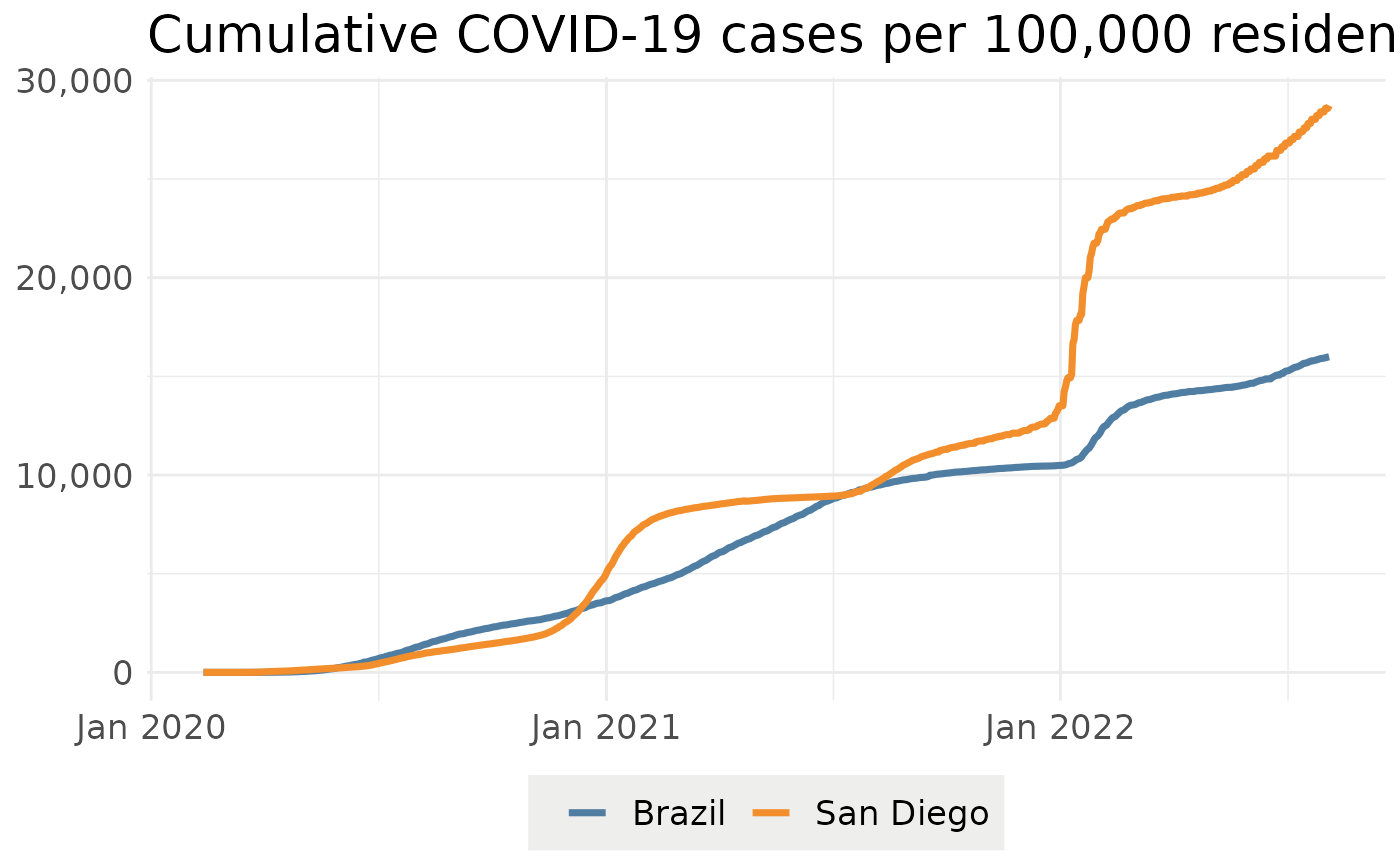 Cumulative COVID-19 cases per 100,000 residen
30,000
20,000
10,000
0
Jan 2020 Jan 2021 Jan 2022
Brazil San Diego